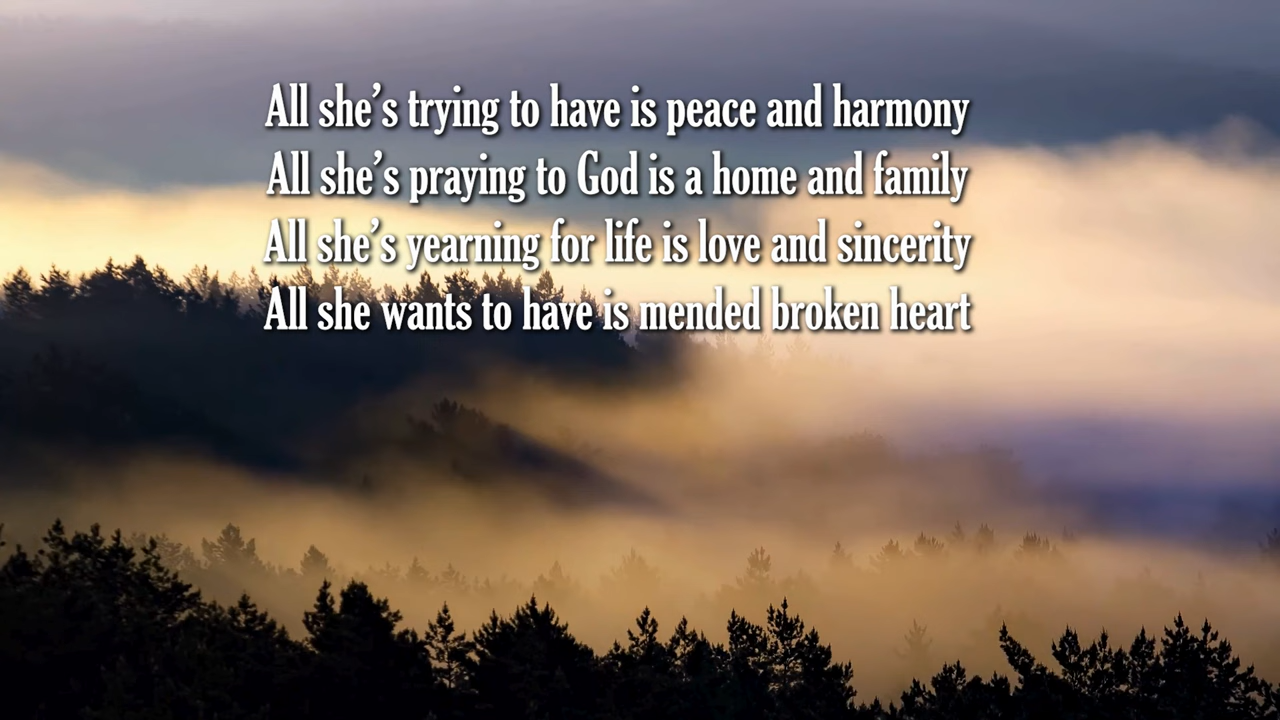 All she's trying to have is peace and harmony
All she's praying to God is a home and family
All she's yearning for life is love and sincerity
All she wants to have is mended broken heart